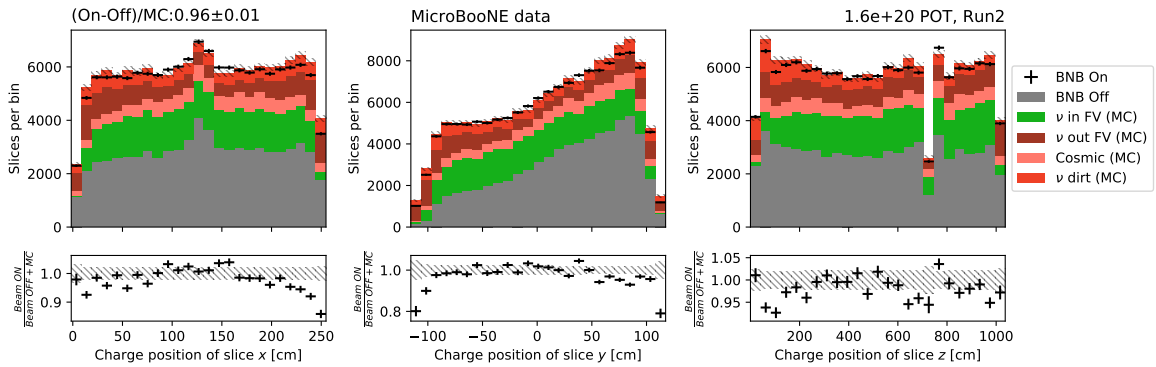 (On-Off)/MC:0.96±0.01
MicroBooNE data
1.6e+20 POT, Run2
Slices per bin
6000
4000
2000
0
Slices per bin
8000
6000
4000
2000
0
Slices per bin
6000
4000
2000
0
BNB On
BNB Off
ν in FV (MC)
ν out FV (MC)
Cosmic (MC)
ν dirt (MC)
Beam ON
Beam OFF+MC
1.0
0.9
0 50 100 150 200 250
Charge position of slice x [cm]
Beam ON
Beam OFF+MC
1.0
0.8
−100 −50 0 50 100
Charge position of slice y [cm]
Beam ON
Beam OFF+MC
1.05
1.00
0.95
200 400 600 800 1000
Charge position of slice z [cm]